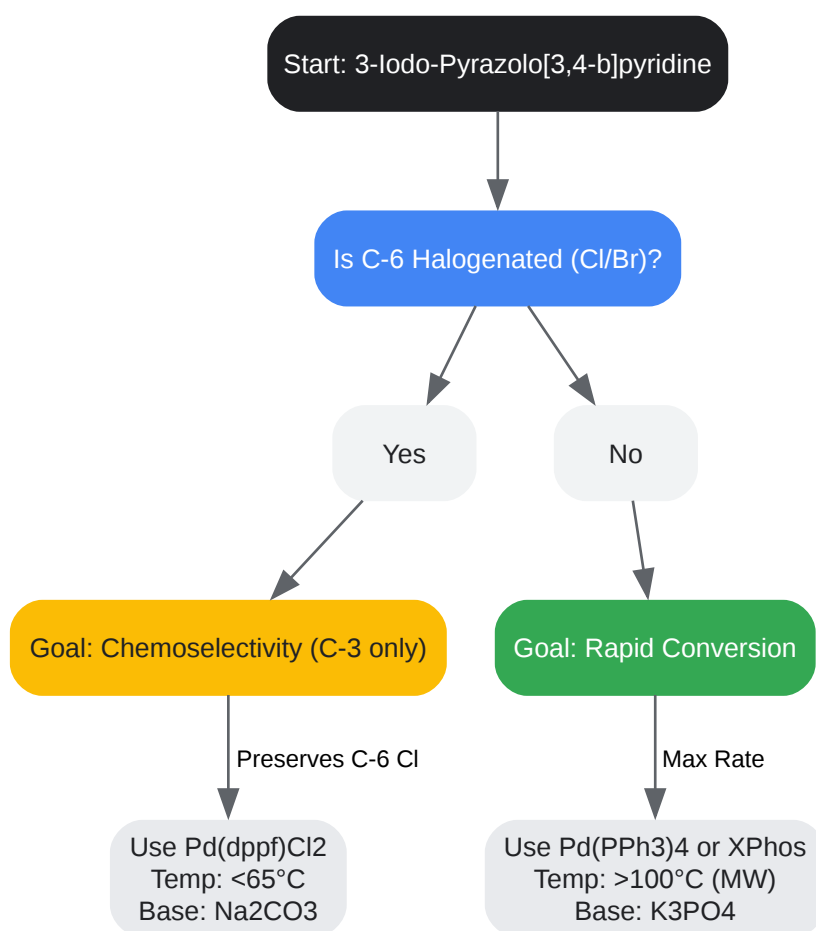 Start: 3-Iodo-Pyrazolo[3,4-b]pyridine
Is C-6 Halogenated (Cl/Br)?
Yes
No
Goal: Chemoselectivity (C-3 only)
Goal: Rapid Conversion
Preserves C-6 Cl
Max Rate
Use Pd(dppf)Cl2
Temp: <65°C
Base: Na2CO3
Use Pd(PPh3)4 or XPhos
Temp: >100°C (MW)
Base: K3PO4